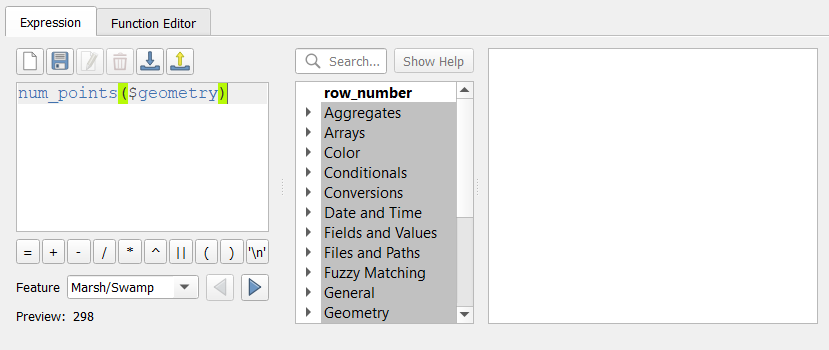 Expression
Function Editor
Search...
Show Help
num_points($geometry)
row_number
Aggregates
Arrays
Color
Conditionals
Conversions
Date and Time
Fields and Values
Files and Paths
Fuzzy Matching
General
Geometry
= + - / * ^ || ( ) '\n'
Feature Marsh/Swamp
Preview: 298